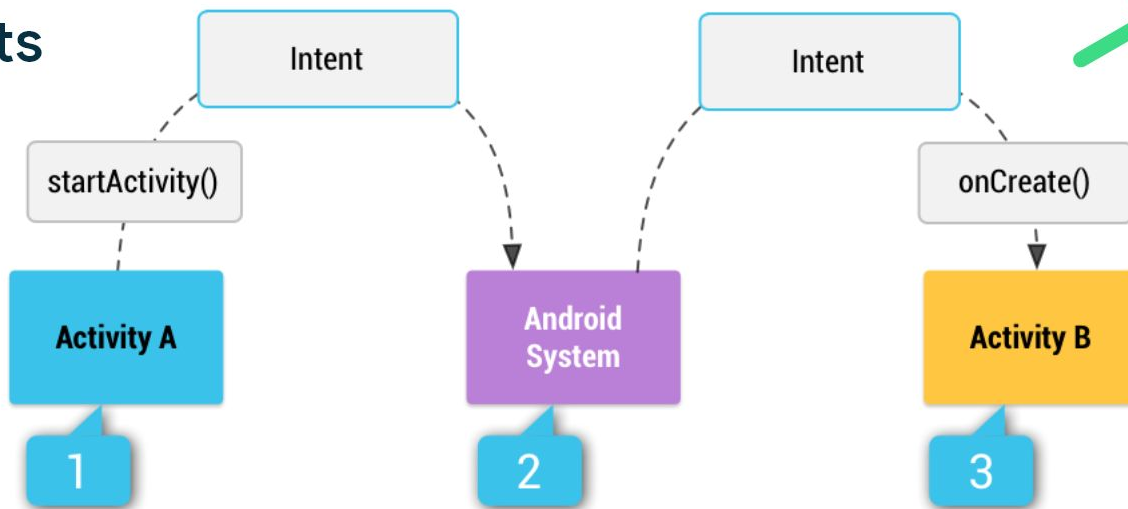 ts
Intent
Intent
startActivity()
onCreate()
Activity A
Android
System
Activity B
1
2
3